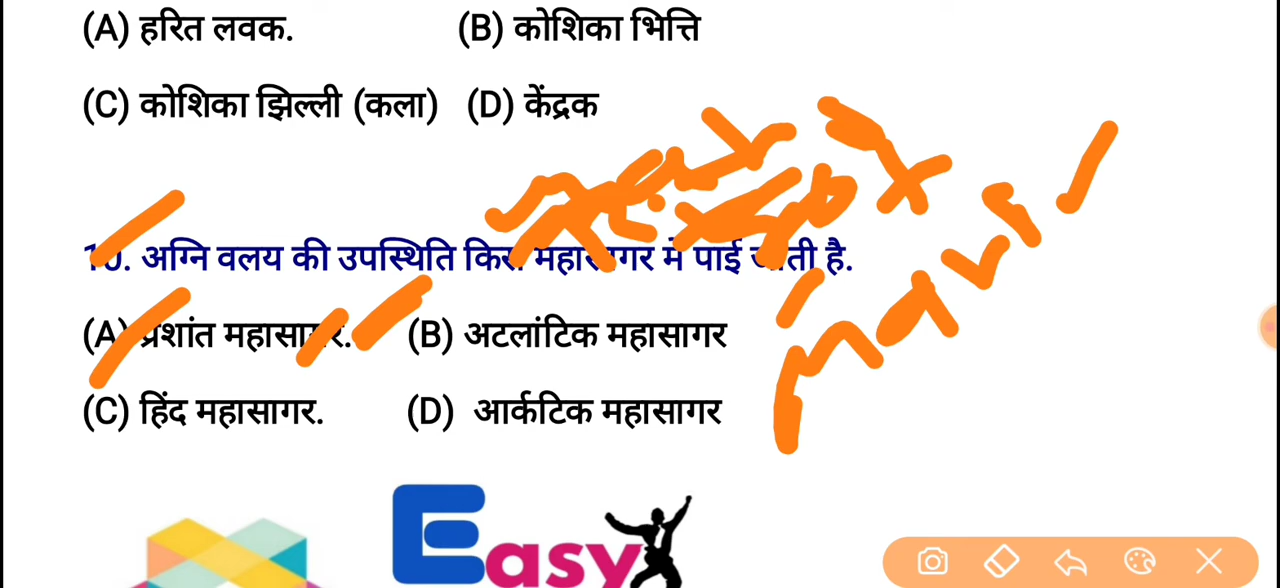 (A) हरित लवक. (B) कोशिका भित्ति
(C) कोशिका झिल्ली (कला) (D) केंद्रक
10. अग्नि वलय की उपस्थिति किस महासागर में पाई जाती है.
(A) प्रशांत महासागर. (B) अटलांटिक महासागर
(C) हिंद महासागर. (D) आर्कटिक महासागर
Easy